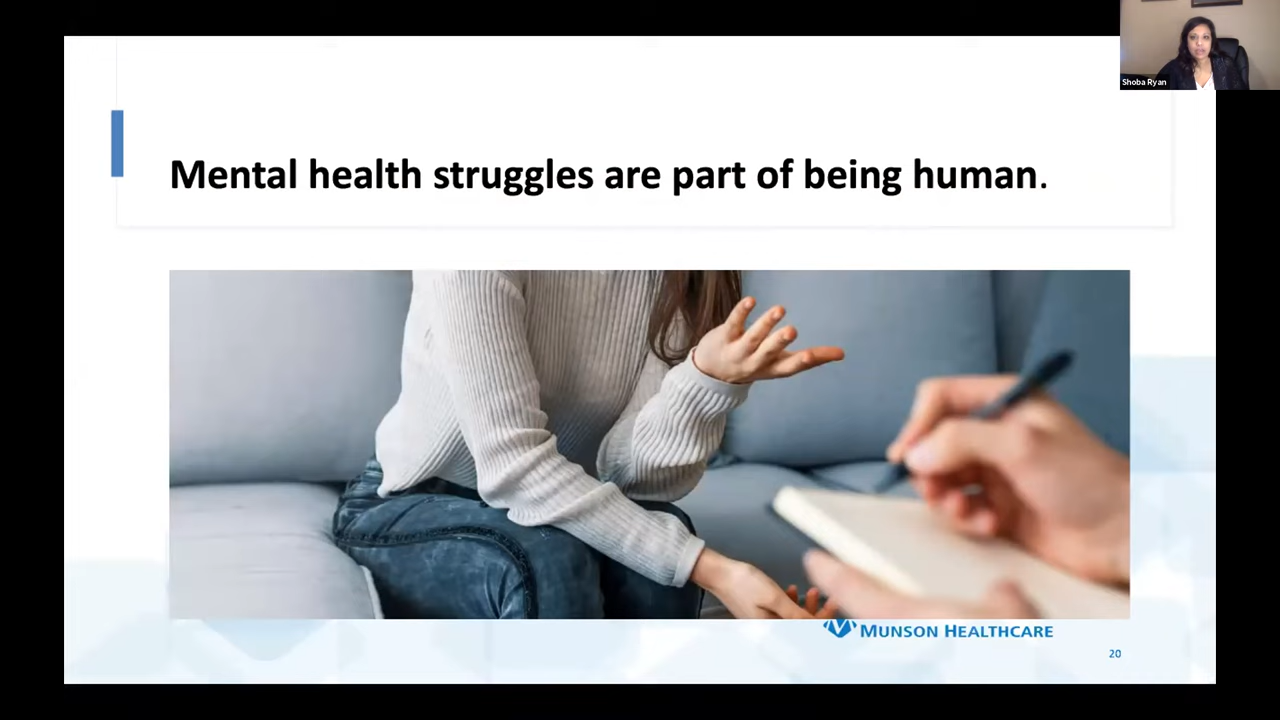 Shoba Ryan
Mental health struggles are part of being human.
MUNSON HEALTHCARE
20